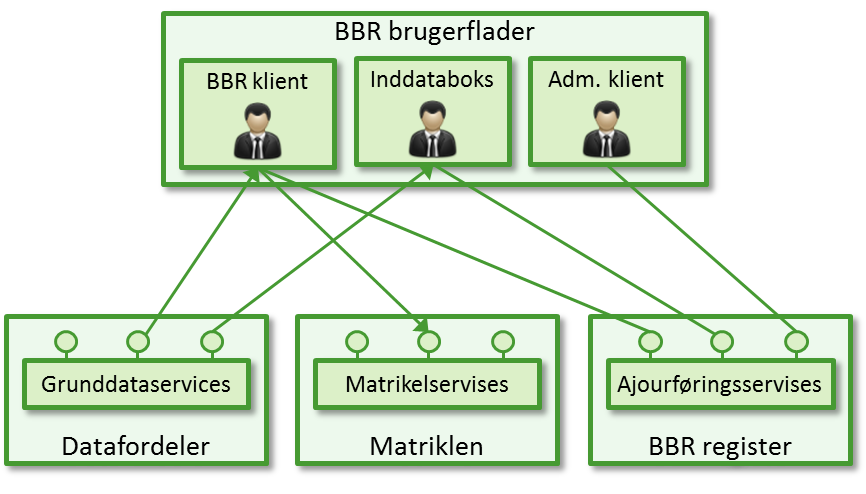 BBR brugerflader
BBR klient
Inddataboks
Adm. klient
Grunddataservices
Matrikelservises
Ajourføringsservises
Datafordeler
Matriklen
BBR register